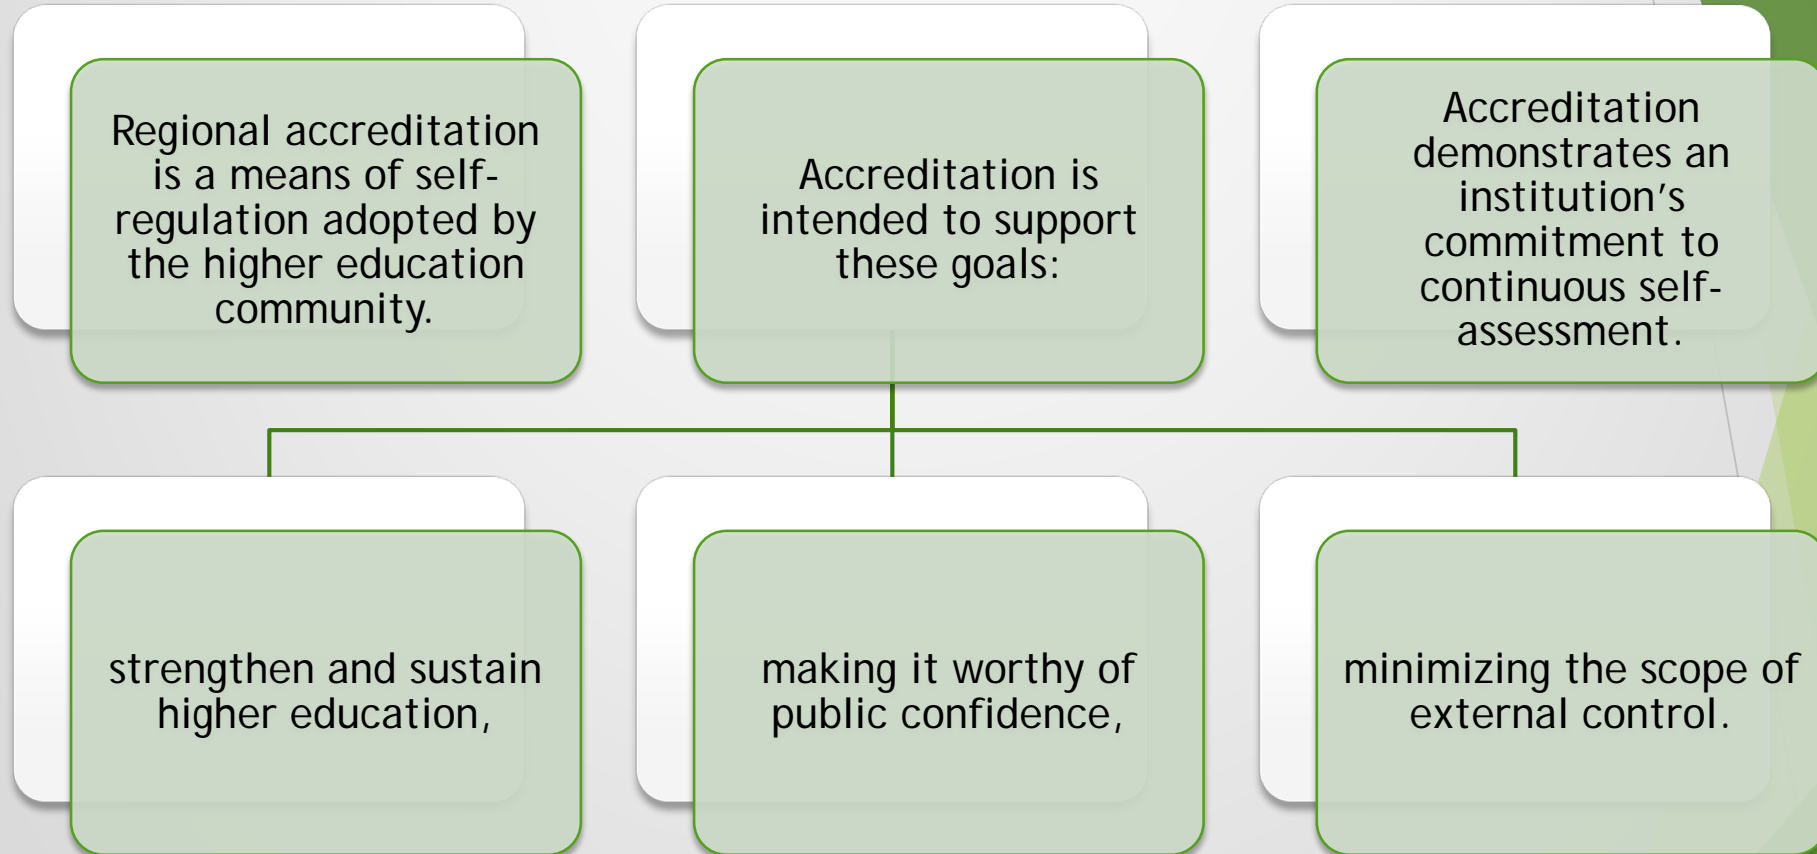 Regional accreditation
is a means of self-
regulation adopted by
the higher education
community.
Accreditation is
intended to support
these goals:
Accreditation
demonstrates an
institution’s
commitment to
continuous self-
assessment.
strengthen and sustain
higher education,
making it worthy of
public confidence,
minimizing the scope of
external control.